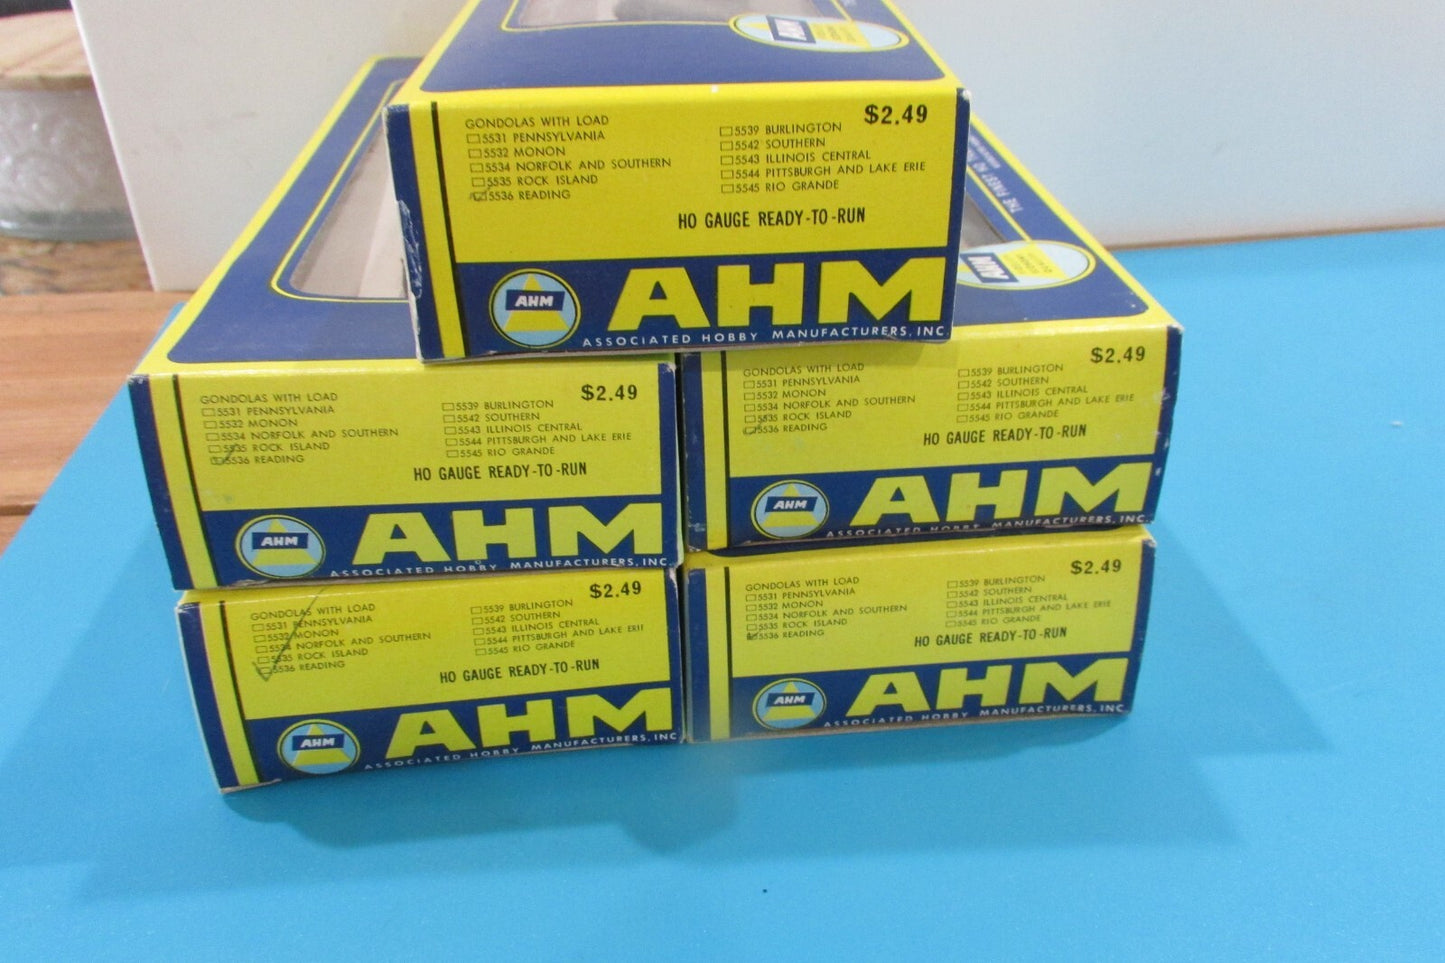 AHM
THE FINEST
AHM
GONDOLAS WITH LOAD
5531 PENNSYLVANIA
5532 MONON
5534 NORFOLK AND SOUTHERN
5535 ROCK ISLAND
5536 READING
$2.49
5539 BURLINGTON
5542 SOUTHERN
5543 ILLINOIS CENTRAL
5544 PITTSBURGH AND LAKE ERIE
5545 RIO GRANDE
HO GAUGE READY-TO-RUN
AHM
AHM
ASSOCIATED HOBBY MANUFACTURERS, INC.
GONDOLAS WITH LOAD
5531 PENNSYLVANIA
5532 MONON
5534 NORFOLK AND SOUTHERN
5535 ROCK ISLAND
5536 READING
$2.49
5539 BURLINGTON
5542 SOUTHERN
5543 ILLINOIS CENTRAL
5544 PITTSBURGH AND LAKE ERIE
5545 RIO GRANDE
HO GAUGE READY-TO-RUN
AHM
AHM
ASSOCIATED HOBBY MANUFACTURERS, INC.
GONDOLAS WITH LOAD
5531 PENNSYLVANIA
5532 MONON
5534 NORFOLK AND SOUTHERN
5535 ROCK ISLAND
5536 READING
$2.49
5539 BURLINGTON
5542 SOUTHERN
5543 ILLINOIS CENTRAL
5544 PITTSBURGH AND LAKE ERIE
5545 RIO GRANDE
HO GAUGE READY-TO-RUN
AHM
AHM
ASSOCIATED HOBBY MANUFACTURERS, INC.
GONDOLAS WITH LOAD
5531 PENNSYLVANIA
5532 MONON
5534 NORFOLK AND SOUTHERN
5535 ROCK ISLAND
5536 READING
$2.49
5539 BURLINGTON
5542 SOUTHERN
5543 ILLINOIS CENTRAL
5544 PITTSBURGH AND LAKE ERIE
5545 RIO GRANDE
HO GAUGE READY-TO-RUN
AHM
AHM
ASSOCIATED HOBBY MANUFACTURERS, INC.
GONDOLAS WITH LOAD
5531 PENNSYLVANIA
5532 MONON
5534 NORFOLK AND SOUTHERN
5535 ROCK ISLAND
5536 READING
$2.49
5539 BURLINGTON
5542 SOUTHERN
5543 ILLINOIS CENTRAL
5544 PITTSBURGH AND LAKE ERIE
5545 RIO GRANDE
HO GAUGE READY-TO-RUN
AHM
AHM
ASSOCIATED HOBBY MANUFACTURERS, INC.